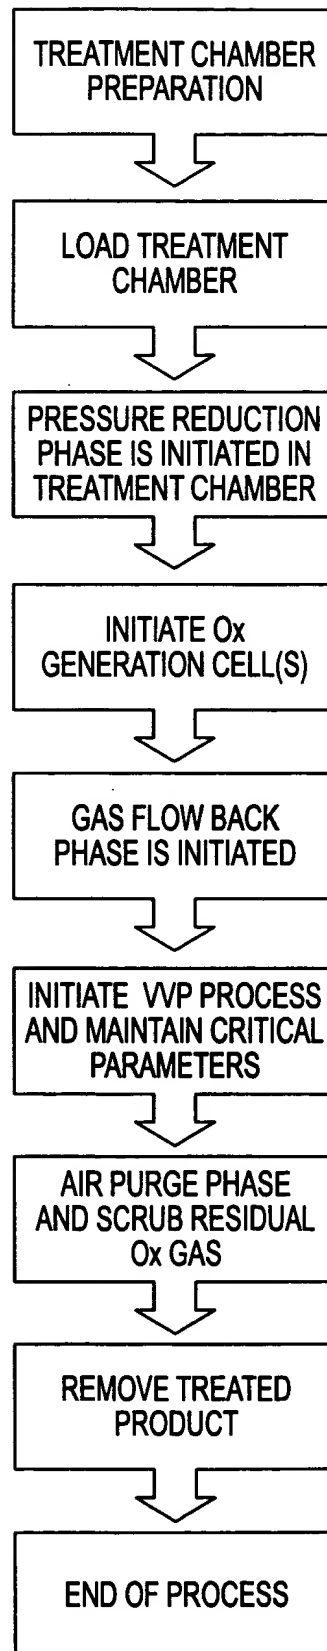 TREATMENT CHAMBER
PREPARATION
LOAD TREATMENT
CHAMBER
PRESSURE REDUCTION
PHASE IS INITIATED IN
TREATMENT CHAMBER
INITIATE Ox
GENERATION CELL(S)
GAS FLOW BACK
PHASE IS INITIATED
INITIATE VVP PROCESS
AND MAINTAIN CRITICAL
PARAMETERS
AIR PURGE PHASE
AND SCRUB RESIDUAL
Ox GAS
REMOVE TREATED
PRODUCT
END OF PROCESS